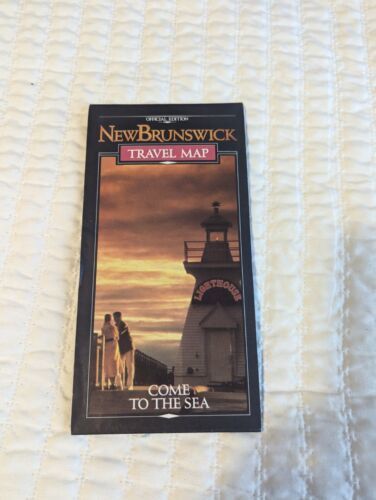 OFFICIAL EDITION
NEWBRUNSWICK
TRAVEL MAP
LIGHTHOUSE
COME
TO THE SEA